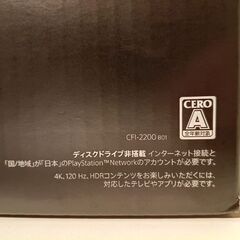 CERO
A
全年齢対象
CFI-2200 B01
ディスクドライブ非搭載 インターネット接続と
「国/地域」が「日本」のPlayStation™Networkのアカウントが必要です。
4K、120 Hz、HDRコンテンツをお楽しみいただくには、
対応したテレビやアプリが必要です。